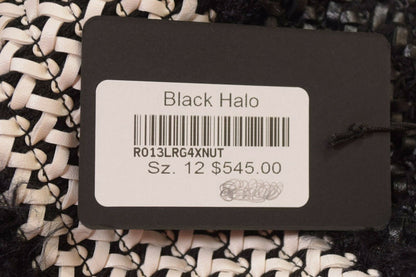 Black Halo
R013LRG4XNUT
Sz. 12 $545.00